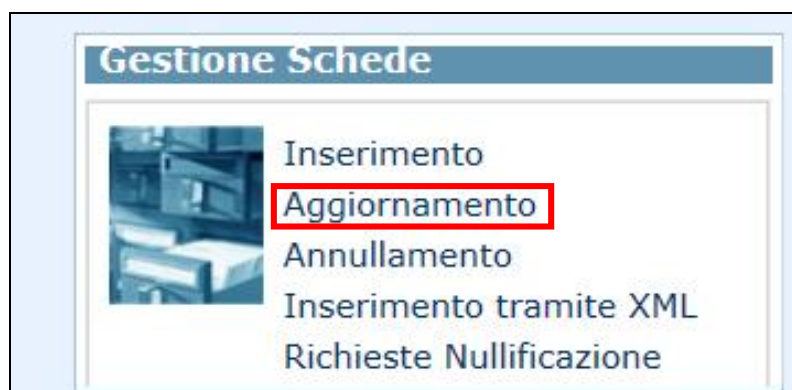 Gestione Schede
Inserimento
Aggiornamento
Annullamento
Inserimento tramite XML
Richieste Nullificazione